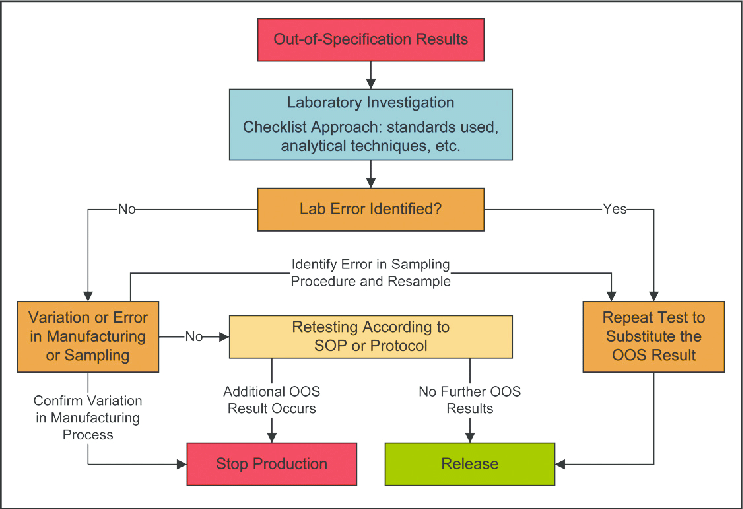 Out-of-Specification Results
Laboratory Investigation
Checklist Approach: standards used,
analytical techniques, etc.
Lab Error Identified?
No
Yes
Identify Error in Sampling
Procedure and Resample
Variation or Error
in Manufacturing
or Sampling
No
Retesting According to
SOP or Protocol
Repeat Test to
Substitute the
OOS Result
Confirm Variation
in Manufacturing
Process
Additional OOS
Result Occurs
No Further OOS
Results
Stop Production
Release